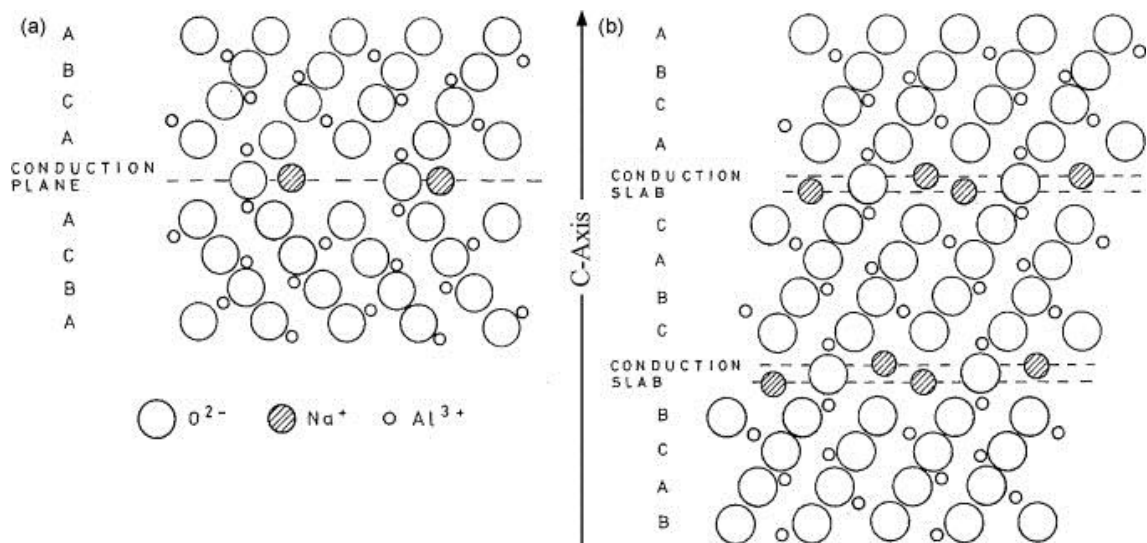 (a)
A
B
C
A
CONDUCTION
PLANE
A
C
B
A
O2-
Na+
Al3+
C-Axis
(b)
A
B
C
A
CONDUCTION
SLAB
C
A
B
C
CONDUCTION
SLAB
B
C
A
B